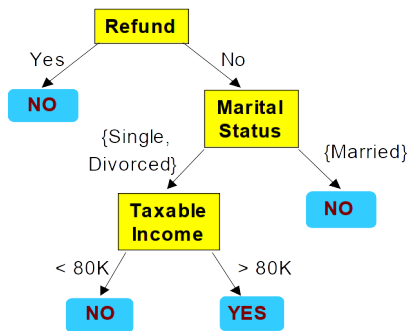 Refund
Yes
No
NO
Marital
Status
{Single,
Divorced}
{Married}
NO
Taxable
Income
< 80K
> 80K
NO
YES